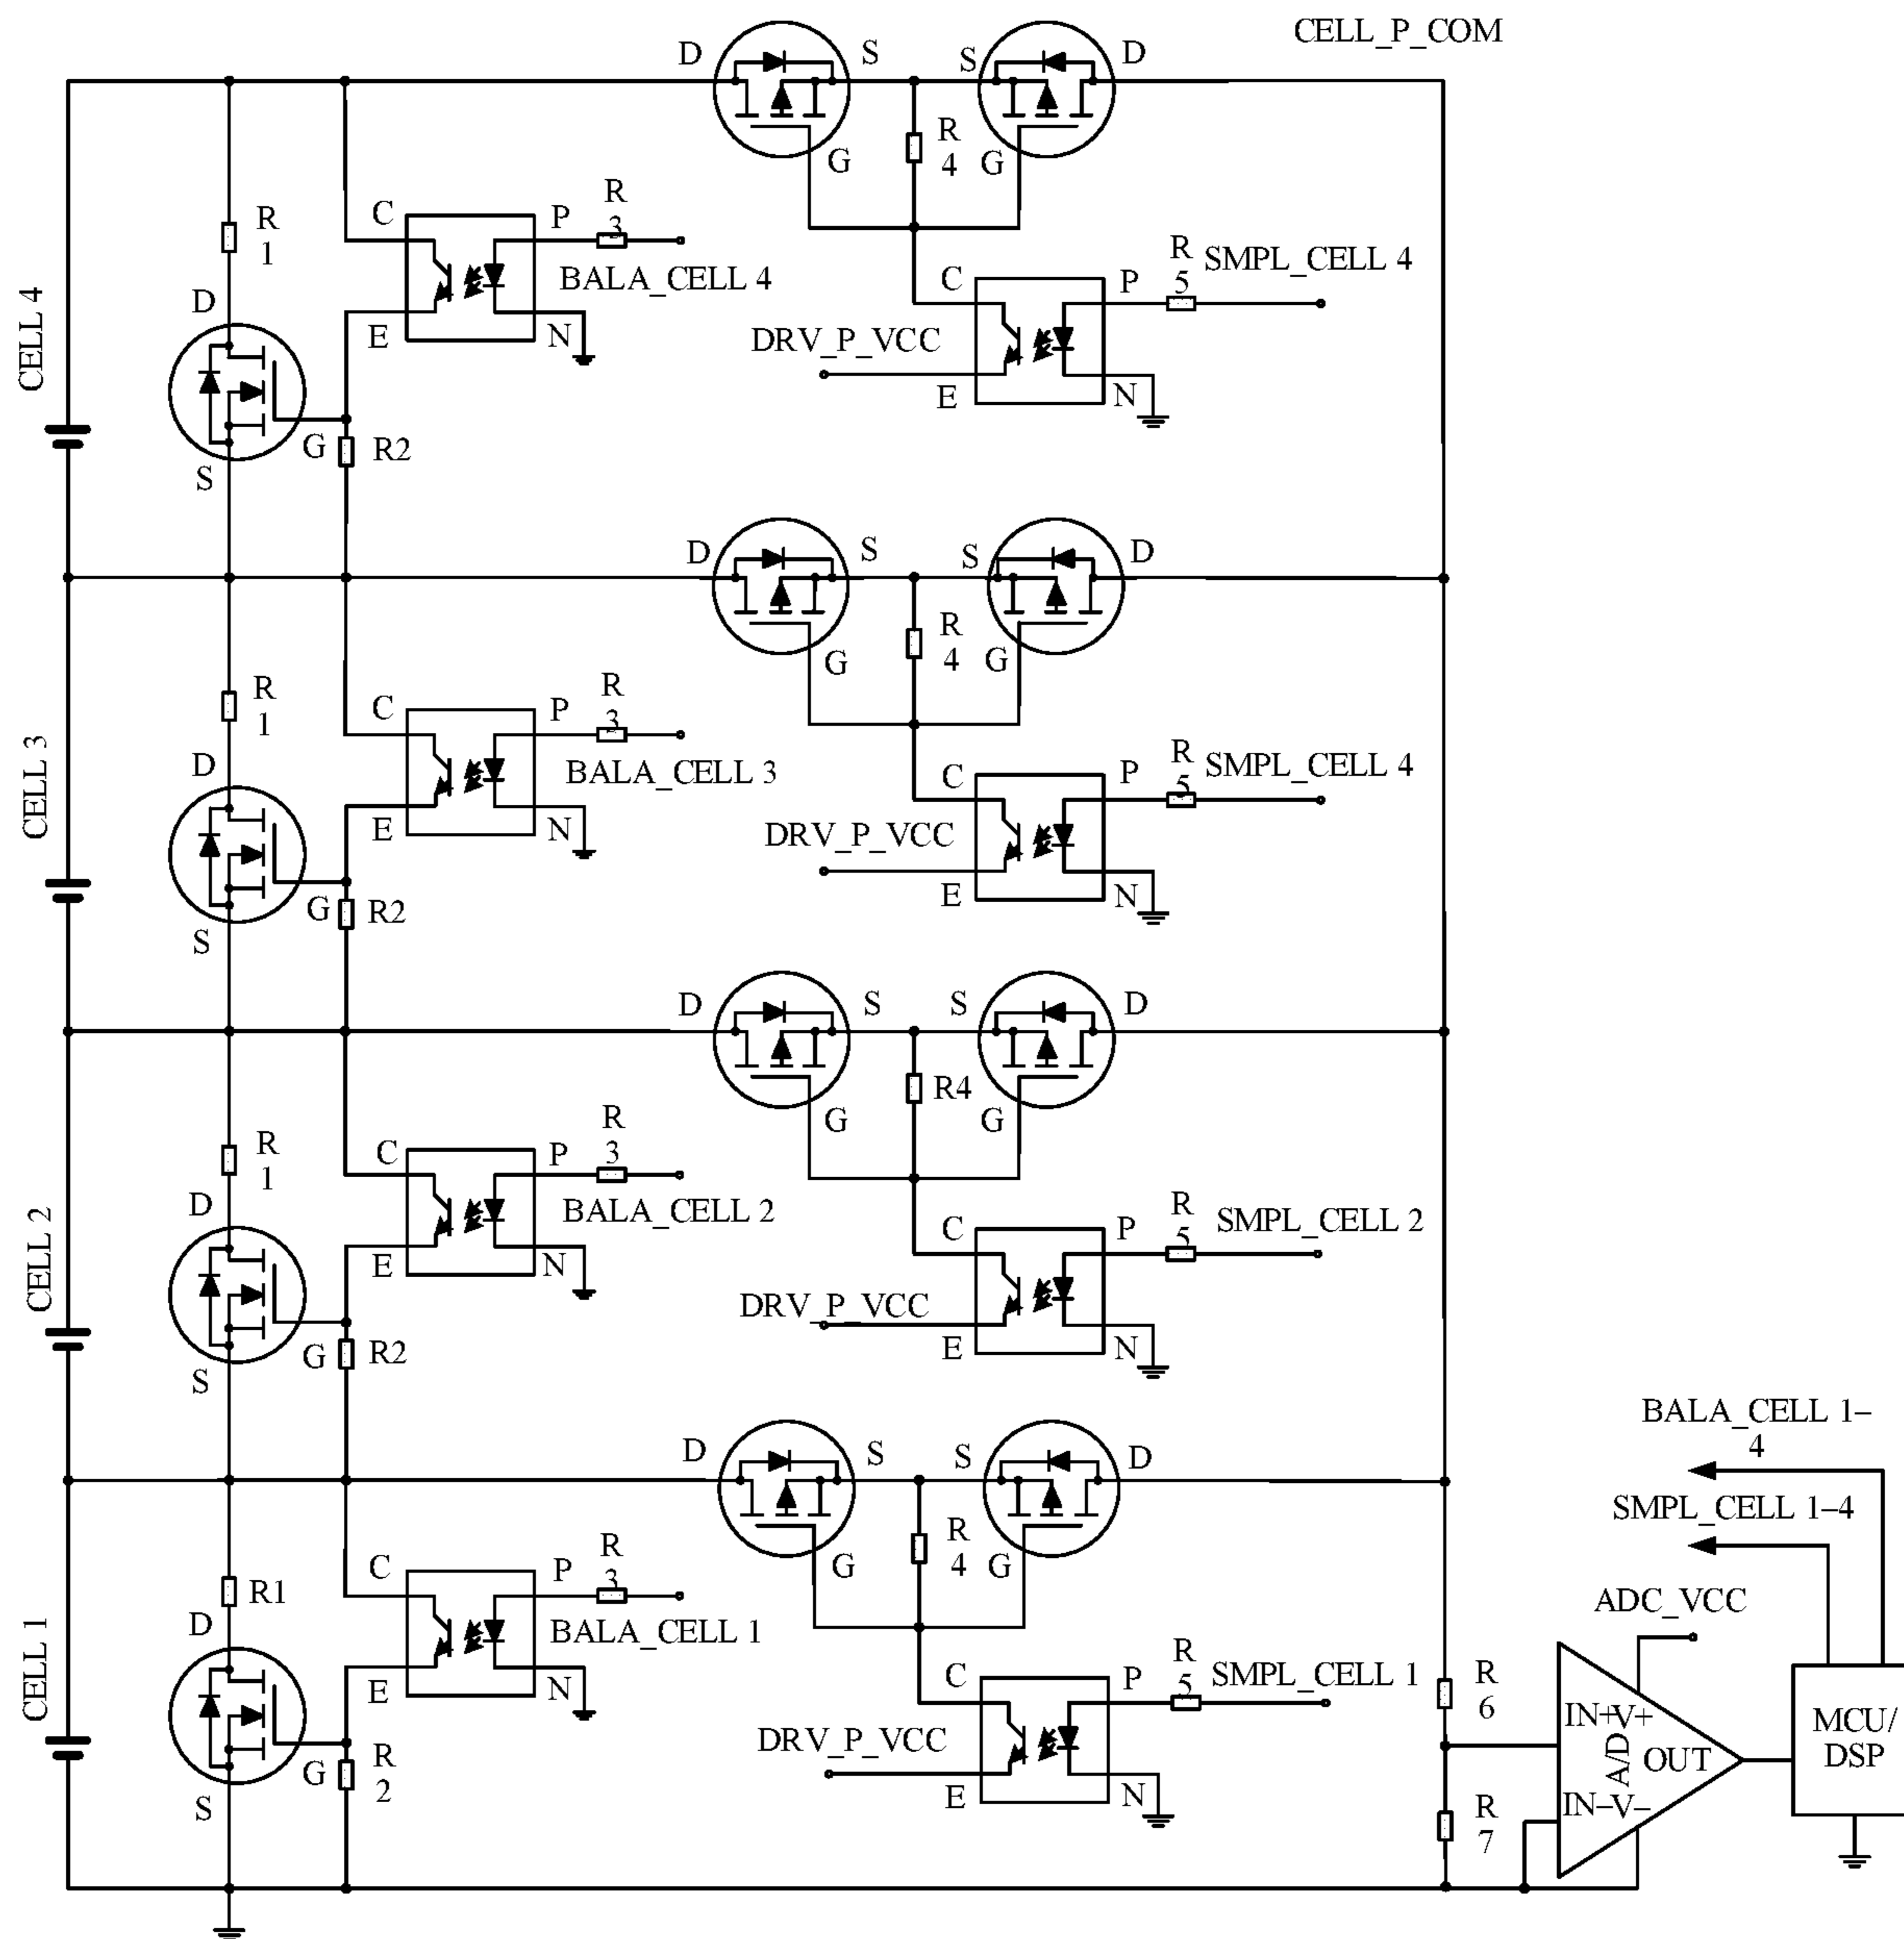 CELL_P_COM
D
S
S
D
R
4
G
G
R
1
C
P
R
3
BALA_CELL 4
E
N
C
P
R
5
SMPL_CELL 4
DRV_P_VCC
E
N
CELL 4
D
G
R2
S
D
S
S
D
R
4
G
G
R
1
C
P
R
3
BALA_CELL 3
E
N
C
P
R
5
SMPL_CELL 4
DRV_P_VCC
E
N
CELL 3
D
G
R2
S
D
S
S
D
R4
G
G
R
1
C
P
R
3
BALA_CELL 2
E
N
C
P
R
5
SMPL_CELL 2
DRV_P_VCC
E
N
CELL 2
D
G
R2
S
D
S
S
D
R
4
G
G
R1
C
P
R
3
BALA_CELL 1
E
N
C
P
R
5
SMPL_CELL 1
DRV_P_VCC
E
N
CELL 1
D
G
R
2
S
BALA_CELL 1–
4
SMPL_CELL 1–4
ADC_VCC
R
6
R
7
IN+V+
A/D
OUT
IN–V–
MCU/
DSP